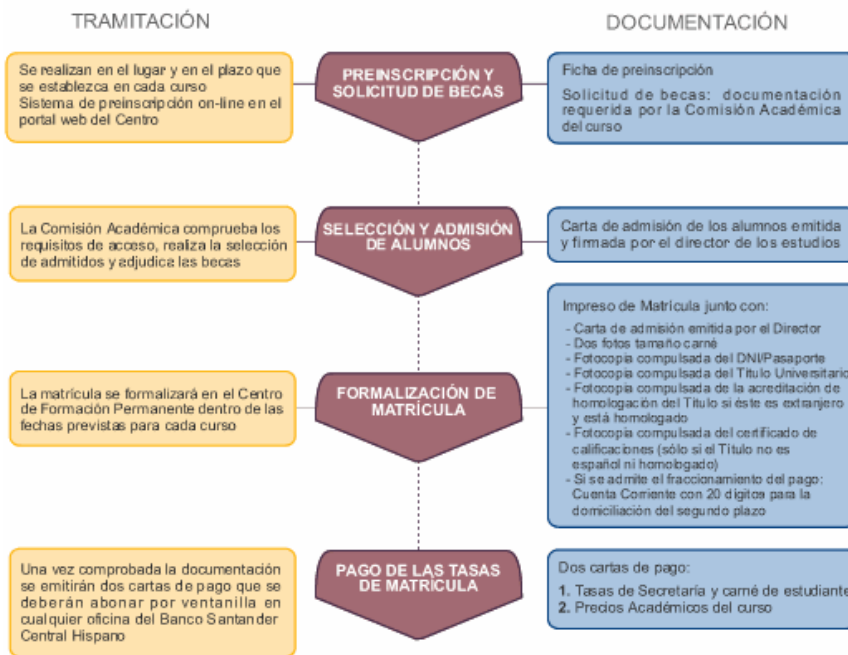 TRAMITACIÓN
DOCUMENTACIÓN
Se realizan en el lugar y en el plazo que
se establezca en cada curso
Sistema de preinscripción on-line en el
portal web del Centro
PREINSCRIPCIÓN Y
SOLICITUD DE BECAS
Ficha de preinscripción
Solicitud de becas: documentación
requerida por la Comisión Académica
del curso
La Comisión Académica comprueba los
requisitos de acceso, realiza la selección
de admitidos y adjudica las becas
SELECCIÓN Y ADMISIÓN
DE ALUMNOS
Carta de admisión de los alumnos emitida
y firmada por el director de los estudios
La matrícula se formalizará en el Centro
de Formación Permanente dentro de las
fechas previstas para cada curso
FORMALIZACIÓN DE
MATRÍCULA
Impreso de Matrícula junto con:
- Carta de admisión emitida por el Director
- Dos fotos tamaño carné
- Fotocopia compulsada del DNI/Pasaporte
- Fotocopia compulsada del Título Universitario
- Fotocopia compulsada de la acreditación de
homologación del Título si éste es extranjero
y está homologado
- Fotocopia compulsada del certificado de
calificaciones (sólo si el Título no es
español ni homologado)
- Si se admite el fraccionamiento del pago:
Cuenta Corriente con 20 dígitos para la
domiciliación del segundo plazo
Una vez comprobada la documentación
se emitirán dos cartas de pago que se
deberán abonar por ventanilla en
cualquier oficina del Banco Santander
Central Hispano
PAGO DE LAS TASAS
DE MATRÍCULA
Dos cartas de pago:
1. Tasas de Secretaría y carné de estudiante
2. Precios Académicos del curso